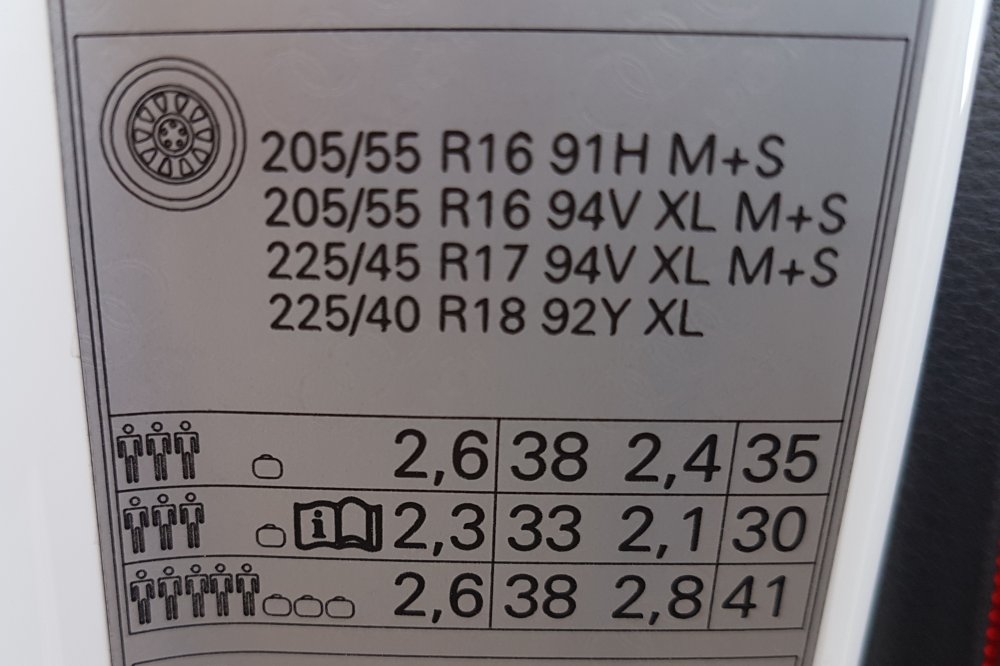 205/55 R16 91H M+S
205/55 R16 94V XL M+S
225/45 R17 94V XL M+S
225/40 R18 92Y XL
2,6 38 2,4 35
i 2,3 33 2,1 30
2,6 38 2,8 41